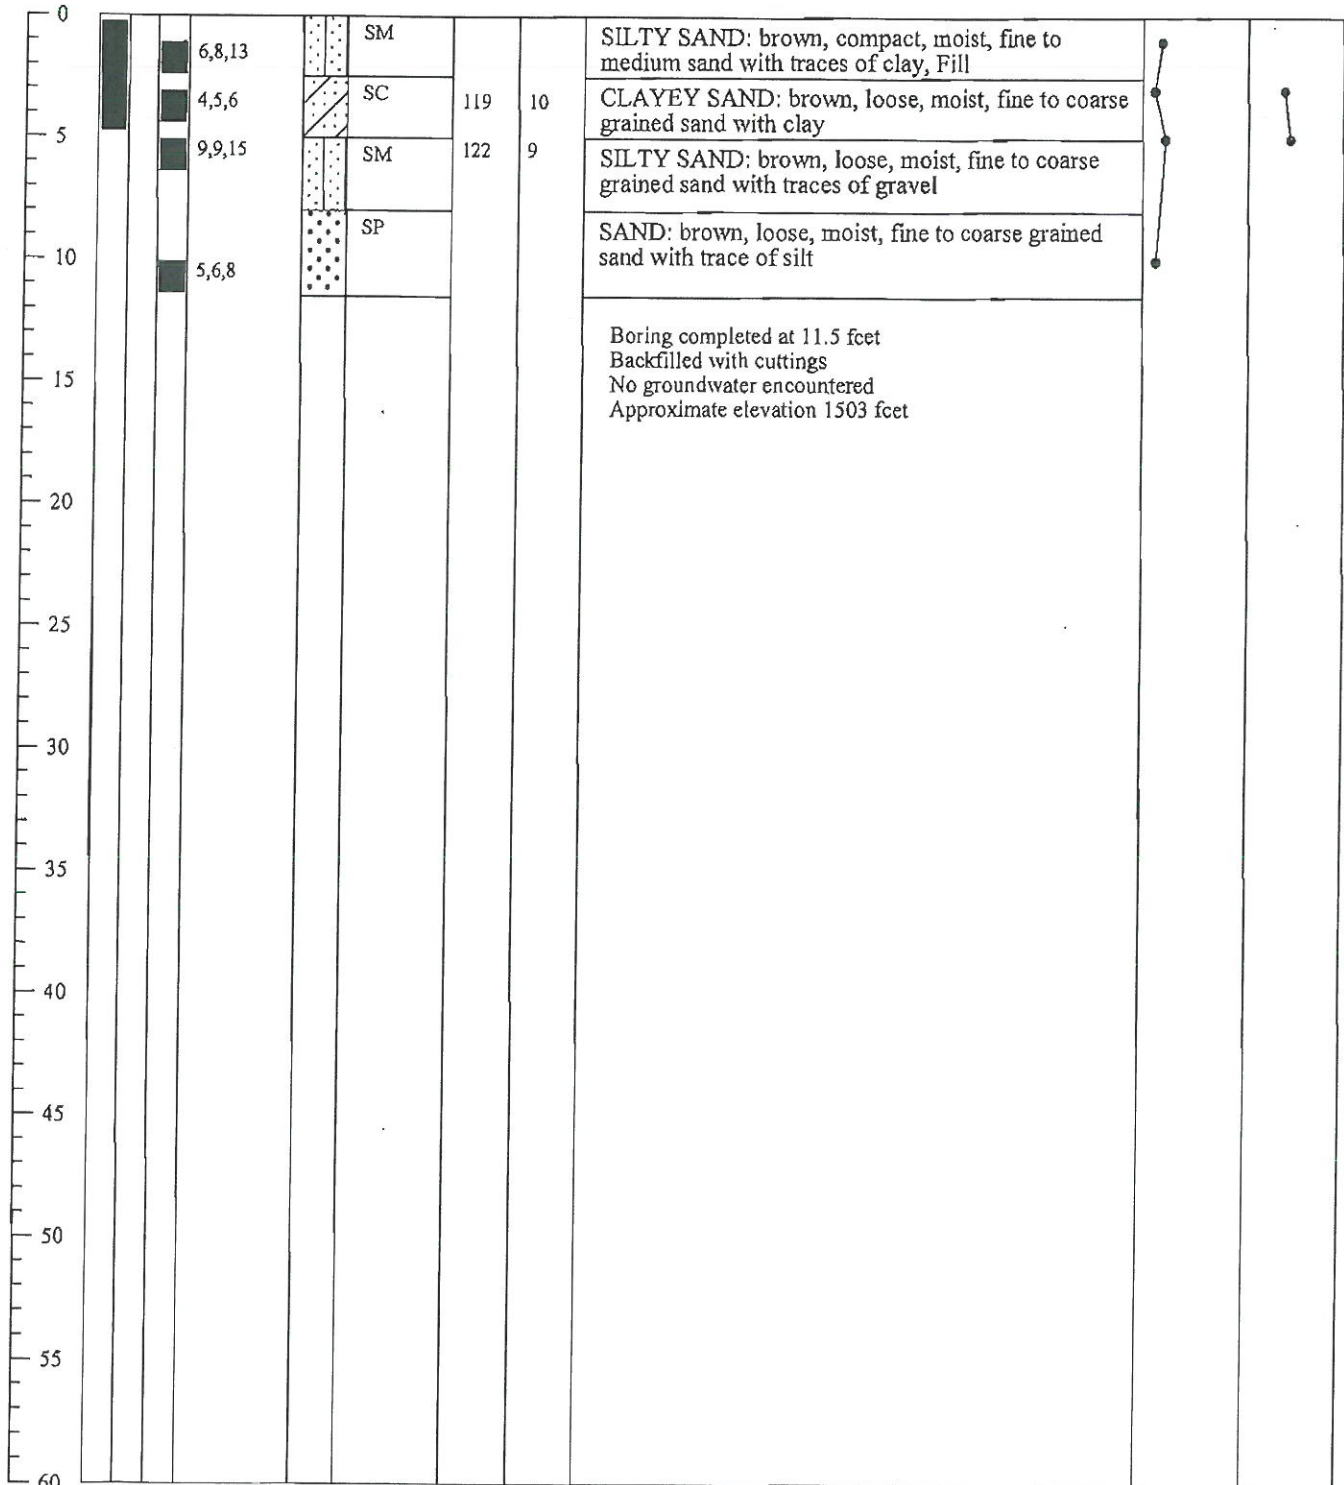 0
6,8,13
SM
SILTY SAND: brown, compact, moist, fine to
medium sand with traces of clay, Fill
4,5,6
SC
119
10
CLAYEY SAND: brown, loose, moist, fine to coarse
grained sand with clay
5
9,9,15
SM
122
9
SILTY SAND: brown, loose, moist, fine to coarse
grained sand with traces of gravel
SP
SAND: brown, loose, moist, fine to coarse grained
sand with trace of silt
10
5,6,8
Boring completed at 11.5 feet
Backfilled with cuttings
No groundwater encountered
Approximate elevation 1503 feet
15
20
25
30
35
40
45
50
55
60